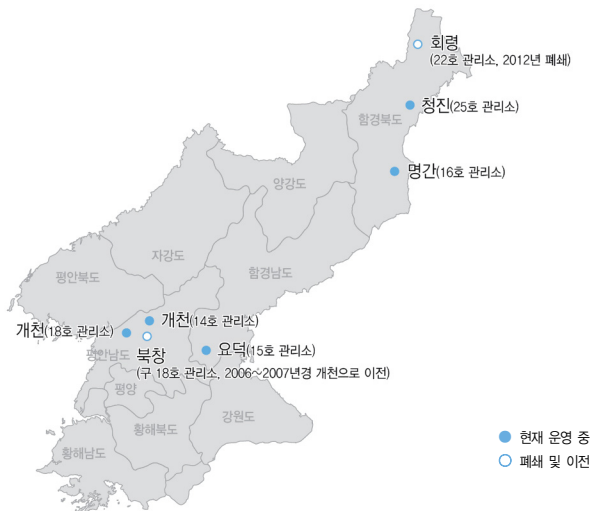 회령
(22호 관리소, 2012년 폐쇄)
청진(25호 관리소)
함경북도
명간(16호 관리소)
양강도
자강도
함경남도
평안북도
개천(14호 관리소)
개천(18호 관리소)
요덕(15호 관리소)
평안남도
북창
(구 18호 관리소, 2006~2007년경 개천으로 이전)
평양
강원도
황해북도
황해남도
현재 운영 중
폐쇄 및 이전